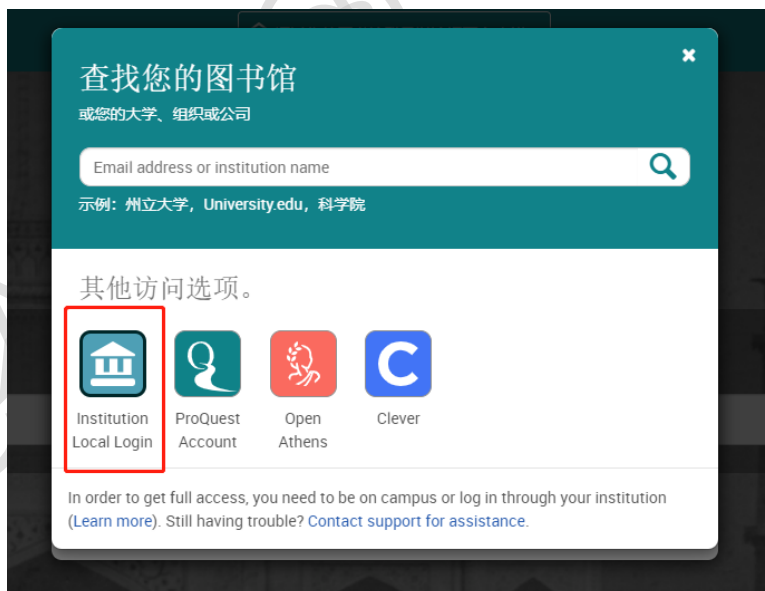 查找您的图书馆
或您的大学、组织或公司
Email address or institution name
示例：州立大学，University.edu，科学院
其他访问选项。
Institution Local Login
ProQuest Account
Open Athens
Clever
In order to get full access, you need to be on campus or log in through your institution
(Learn more). Still having trouble? Contact support for assistance.